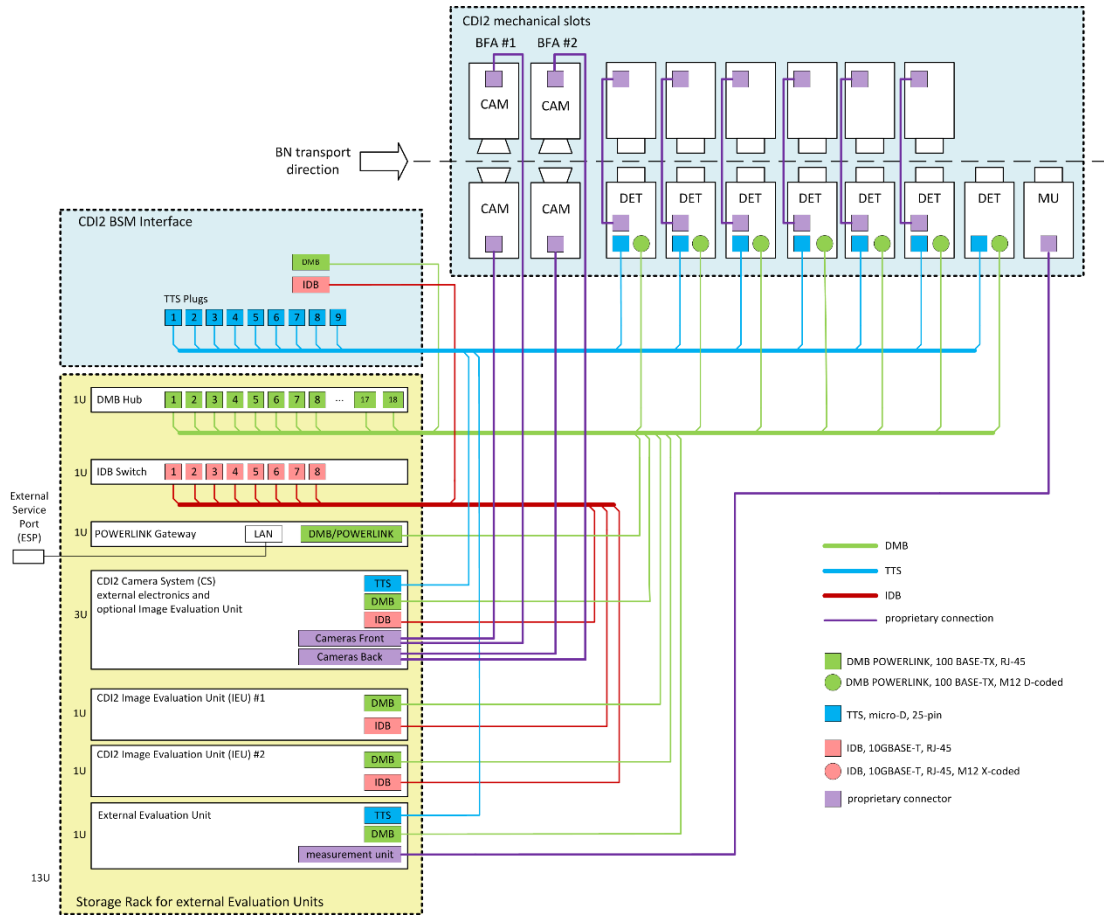 CDI2 mechanical slots
BFA #1 BFA #2
CAM CAM
BN transport
direction
CAM CAM DET DET DET DET DET DET DET MU
CDI2 BSM Interface
DMB
IDB
TTS Plugs
1 2 3 4 5 6 7 8 9
1U DMB Hub 1 2 3 4 5 6 7 8 ... 17 18
1U IDB Switch 1 2 3 4 5 6 7 8
External
Service
Port
(ESP)
1U POWERLINK Gateway LAN DMB/POWERLINK
3U
CDI2 Camera System (CS)
external electronics and
optional Image Evaluation Unit
TTS
DMB
IDB
Cameras Front
Cameras Back
1U
CDI2 Image Evaluation Unit (IEU) #1
DMB
IDB
1U
CDI2 Image Evaluation Unit (IEU) #2
DMB
IDB
1U
External Evaluation Unit
TTS
DMB
measurement unit
13U
Storage Rack for external Evaluation Units
DMB
TTS
IDB
proprietary connection
DMB POWERLINK, 100 BASE-TX, RJ-45
DMB POWERLINK, 100 BASE-TX, M12 D-coded
TTS, micro-D, 25-pin
IDB, 10GBASE-T, RJ-45
IDB, 10GBASE-T, RJ-45, M12 X-coded
proprietary connector